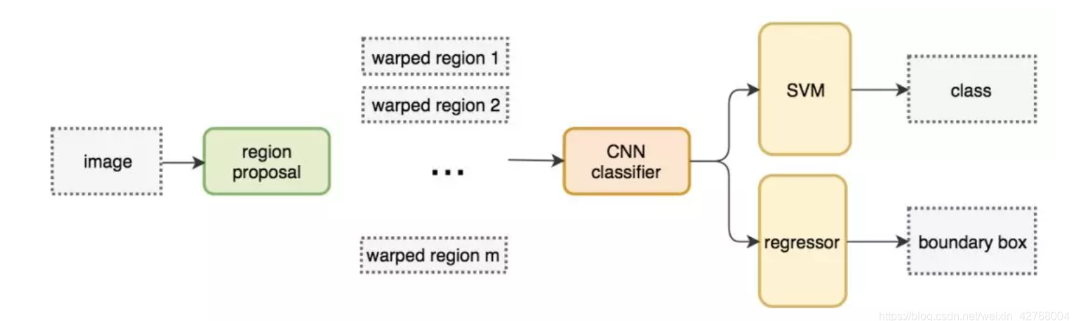 image
region
proposal
warped region 1
warped region 2
...
warped region m
CNN
classifier
SVM
regressor
class
boundary box
https://blog.csdn.net/weixin_42768004